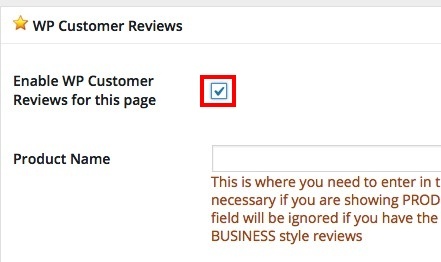 WP Customer Reviews
Enable WP Customer
Reviews for this page
Product Name
This is where you need to enter in t
necessary if you are showing PROD
field will be ignored if you have the
BUSINESS style reviews